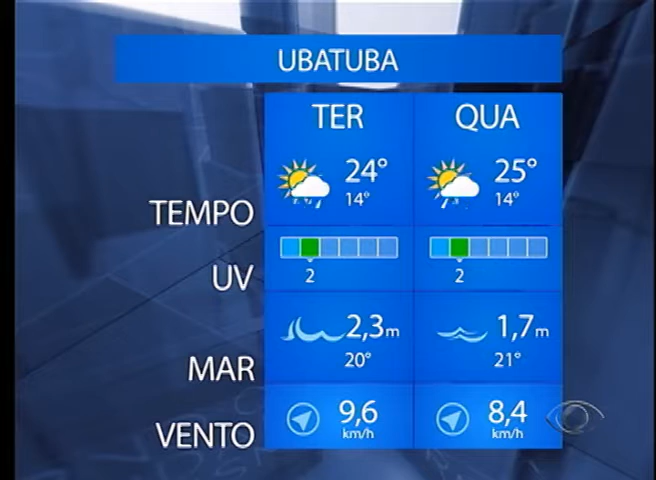 UBATUBA
TER QUA
TEMPO 24° 25°
14° 14°
UV 2 2
MAR 2,3m 1,7m
20° 21°
VENTO 9,6 8,4
km/h km/h